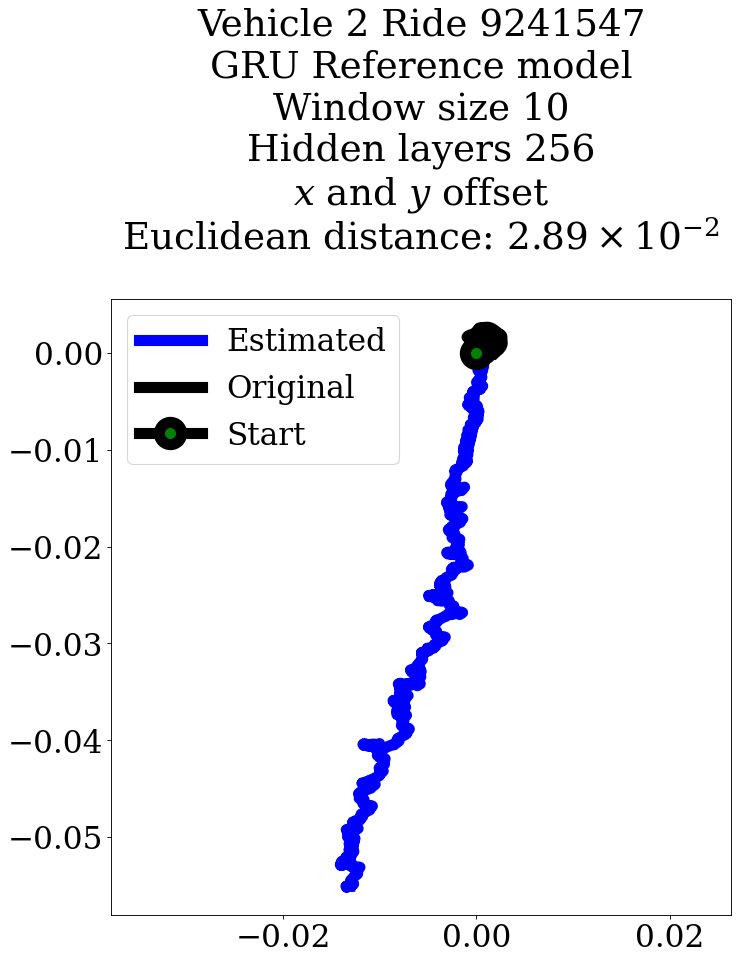 Vehicle 2 Ride 9241547
GRU Reference model
Window size 10
Hidden layers 256
x and y offset
Euclidean distance: 2.89 × 10⁻²
Estimated
Original
Start
0.00
−0.01
−0.02
−0.03
−0.04
−0.05
−0.02 0.00 0.02